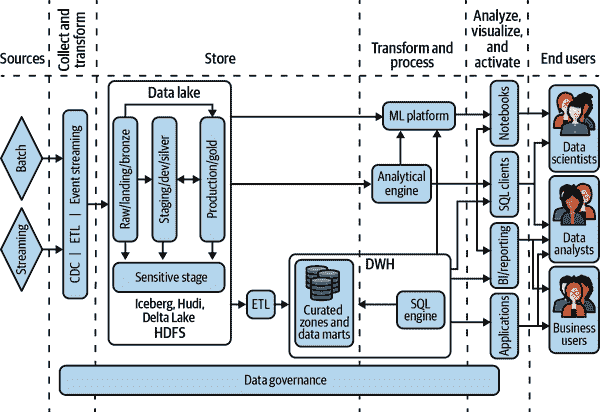 Sources
Collect and
transform
Store
Transform and
process
Analyze,
visualize,
and
activate
End users
Batch
Streaming
CDC | ETL | Event streaming
Data lake
Raw/landing/bronze
Staging/dev/silver
Production/gold
Sensitive stage
Iceberg, Hudi,
Delta Lake
HDFS
ETL
ML platform
Analytical
engine
DWH
Curated
zones and
data marts
SQL
engine
Notebooks
SQL clients
BI/reporting
Applications
Data
scientists
Data
analysts
Business
users
Data governance